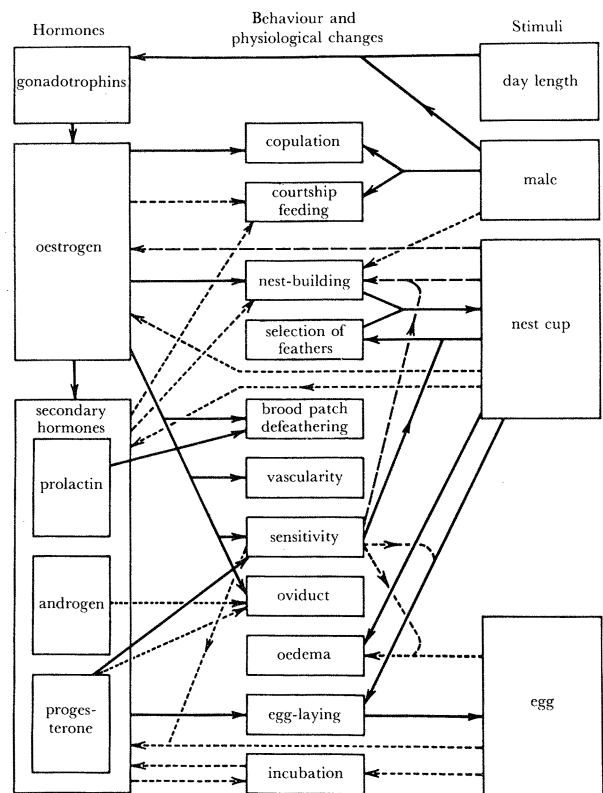 Hormones
Behaviour and
physiological changes
Stimuli
gonadotrophins
day length
copulation
male
courtship
feeding
oestrogen
nest-building
nest cup
selection of
feathers
secondary
hormones
brood patch
defeathering
prolactin
vascularity
sensitivity
androgen
oviduct
oedema
egg
proges-
terone
egg-laying
incubation